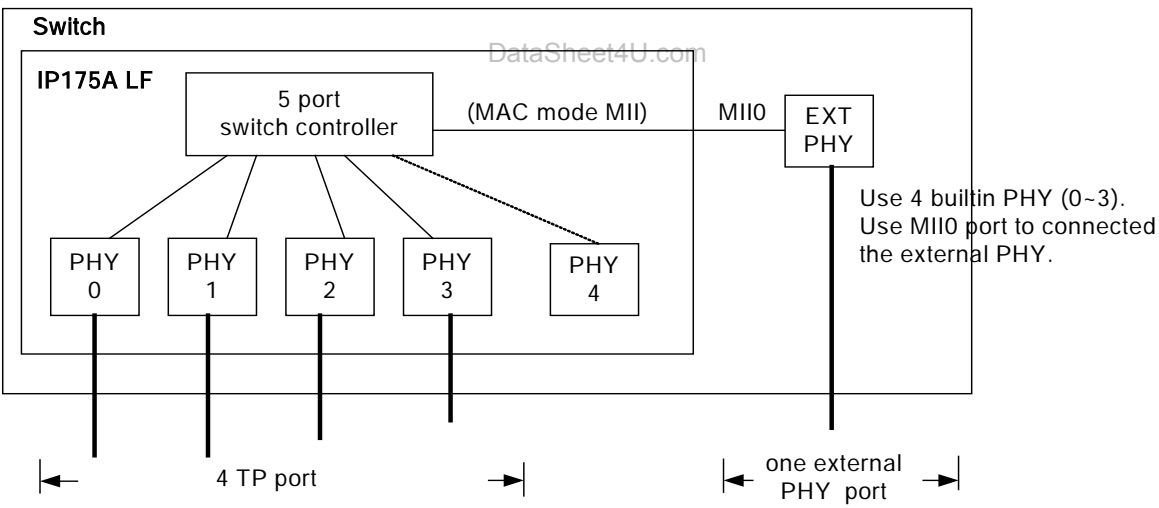 Switch
DataSheet4U.com
IP175A LF
5 port
switch controller
(MAC mode MII)
MII0
EXT
PHY
Use 4 builtin PHY (0~3).
Use MII0 port to connected
the external PHY.
PHY
0
PHY
1
PHY
2
PHY
3
PHY
4
4 TP port
one external
PHY port